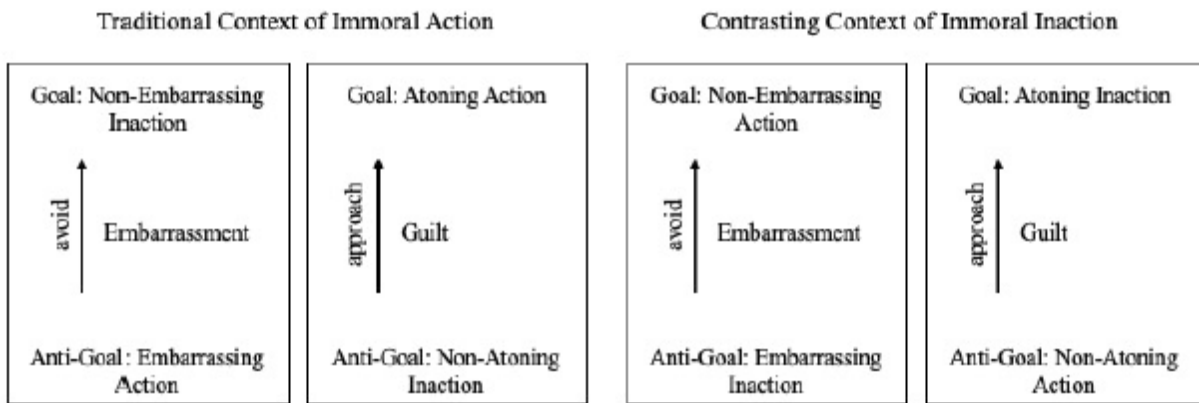 Traditional Context of Immoral Action
Contrasting Context of Immoral Inaction
Goal: Non-Embarrassing
Inaction
avoid
Embarrassment
Anti-Goal: Embarrassing
Action
Goal: Atoning Action
approach
Guilt
Anti-Goal: Non-Atoning
Inaction
Goal: Non-Embarrassing
Action
avoid
Embarrassment
Anti-Goal: Embarrassing
Inaction
Goal: Atoning Inaction
approach
Guilt
Anti-Goal: Non-Atoning
Action